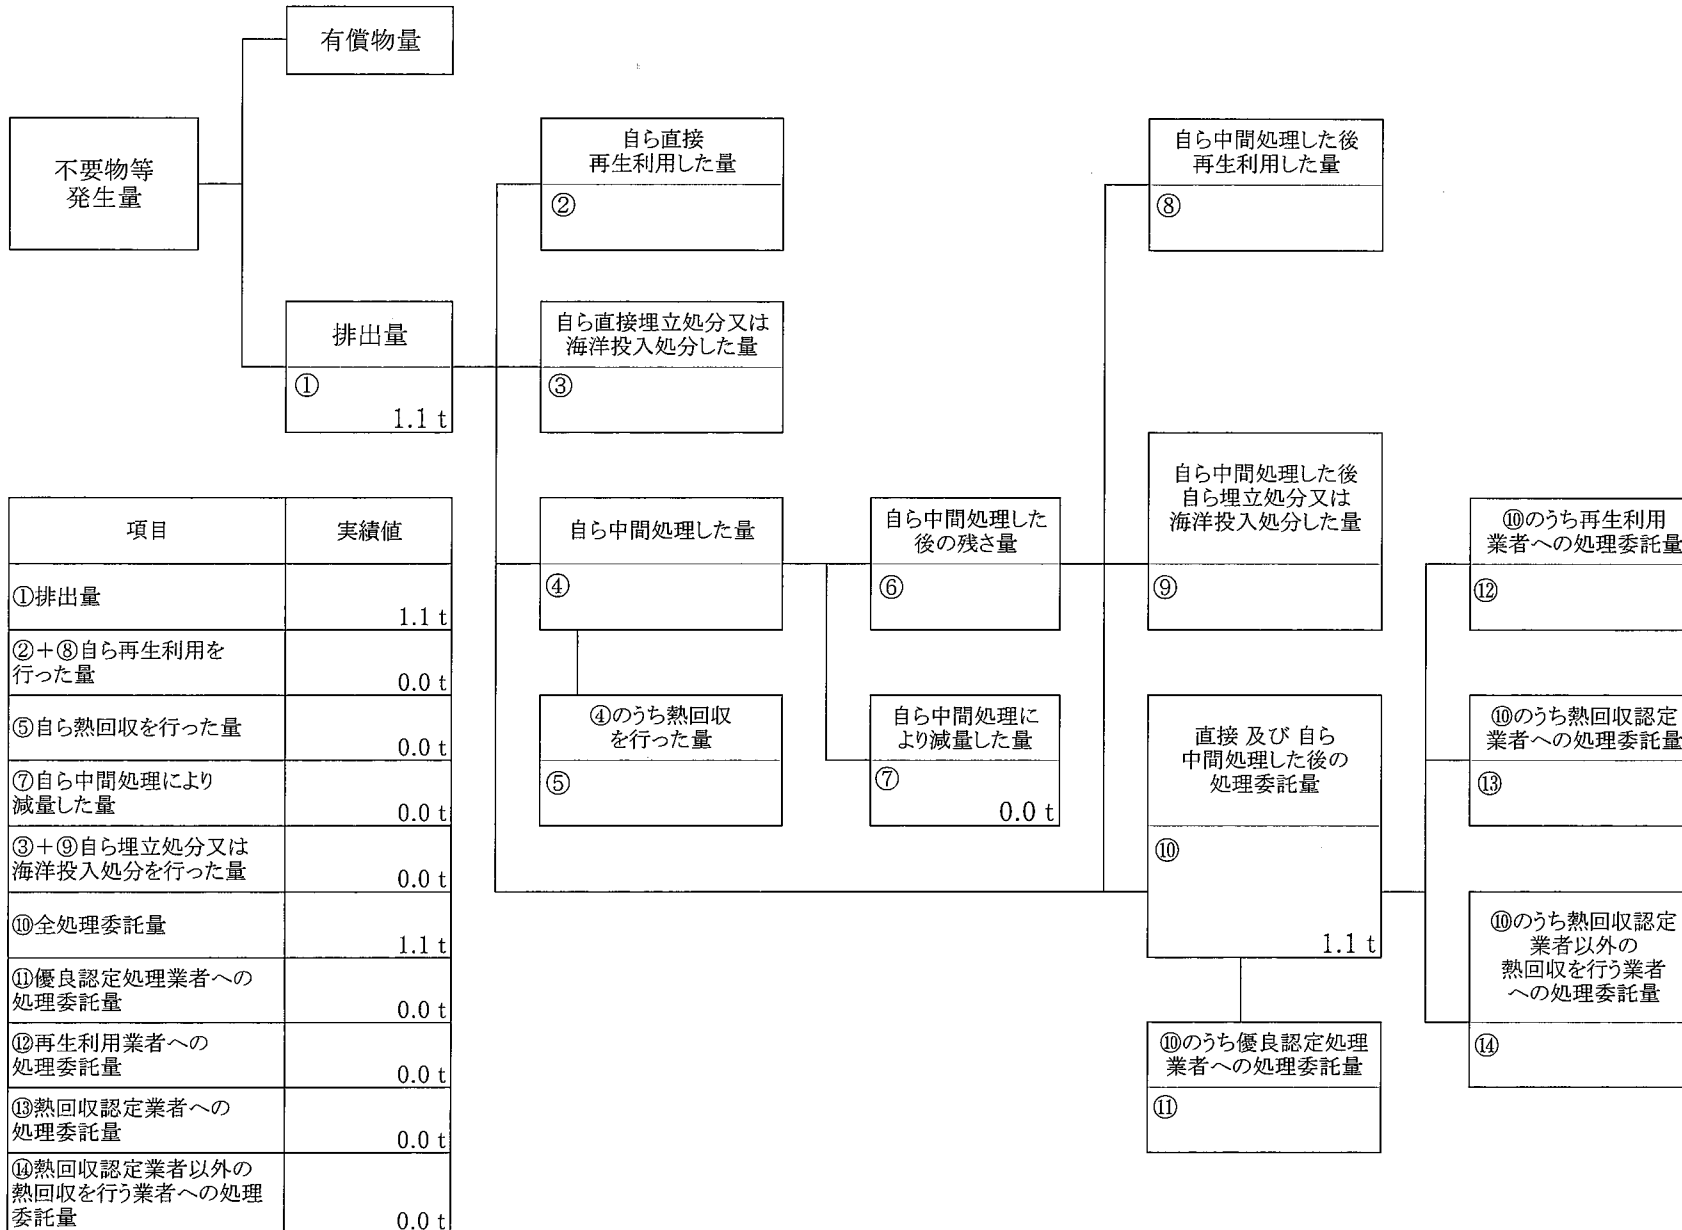 有償物量
不要物等
発生量
自ら直接
再生利用した量
②
自ら中間処理した後
再生利用した量
⑧
排出量
①
1.1 t
自ら直接埋立処分又は
海洋投入処分した量
③
自ら中間処理した量
④
自ら中間処理した
後の残さ量
⑥
自ら中間処理した後
自ら埋立処分又は
海洋投入処分した量
⑨
⑩のうち再生利用
業者への処理委託量
⑫
④のうち熱回収
を行った量
⑤
自ら中間処理に
より減量した量
⑦
0.0 t
直接 及び 自ら
中間処理した後の
処理委託量
⑩
1.1 t
⑩のうち熱回収認定
業者への処理委託量
⑬
⑩のうち熱回収認定
業者以外の
熱回収を行う業者
への処理委託量
⑭
⑩のうち優良認定処理
業者への処理委託量
⑪
項目 実績値
①排出量
1.1 t
②+⑧自ら再生利用を
行った量
0.0 t
⑤自ら熱回収を行った量
0.0 t
⑦自ら中間処理により
減量した量
0.0 t
③+⑨自ら埋立処分又は
海洋投入処分を行った量
0.0 t
⑩全処理委託量
1.1 t
⑪優良認定処理業者への
処理委託量
0.0 t
⑫再生利用業者への
処理委託量
0.0 t
⑬熱回収認定業者への
処理委託量
0.0 t
⑭熱回収認定業者以外の
熱回収を行う業者への処理
委託量
0.0 t